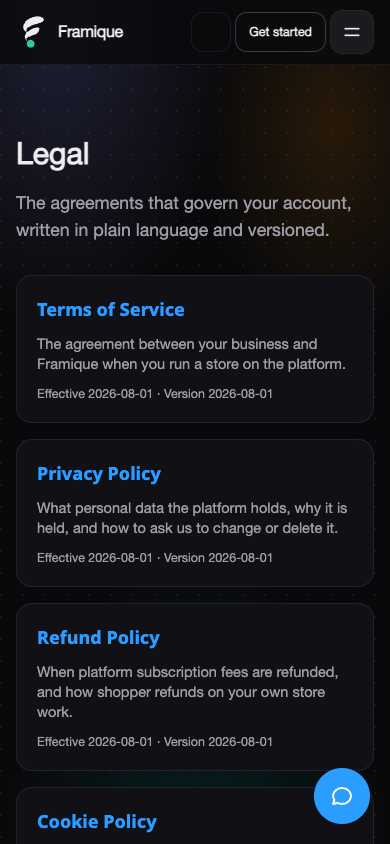 Framique
Get started
Legal
The agreements that govern your account,
written in plain language and versioned.
Terms of Service
The agreement between your business and
Framique when you run a store on the platform.
Effective 2026-08-01 · Version 2026-08-01
Privacy Policy
What personal data the platform holds, why it is
held, and how to ask us to change or delete it.
Effective 2026-08-01 · Version 2026-08-01
Refund Policy
When platform subscription fees are refunded,
and how shopper refunds on your own store
work.
Effective 2026-08-01 · Version 2026-08-01
Cookie Policy